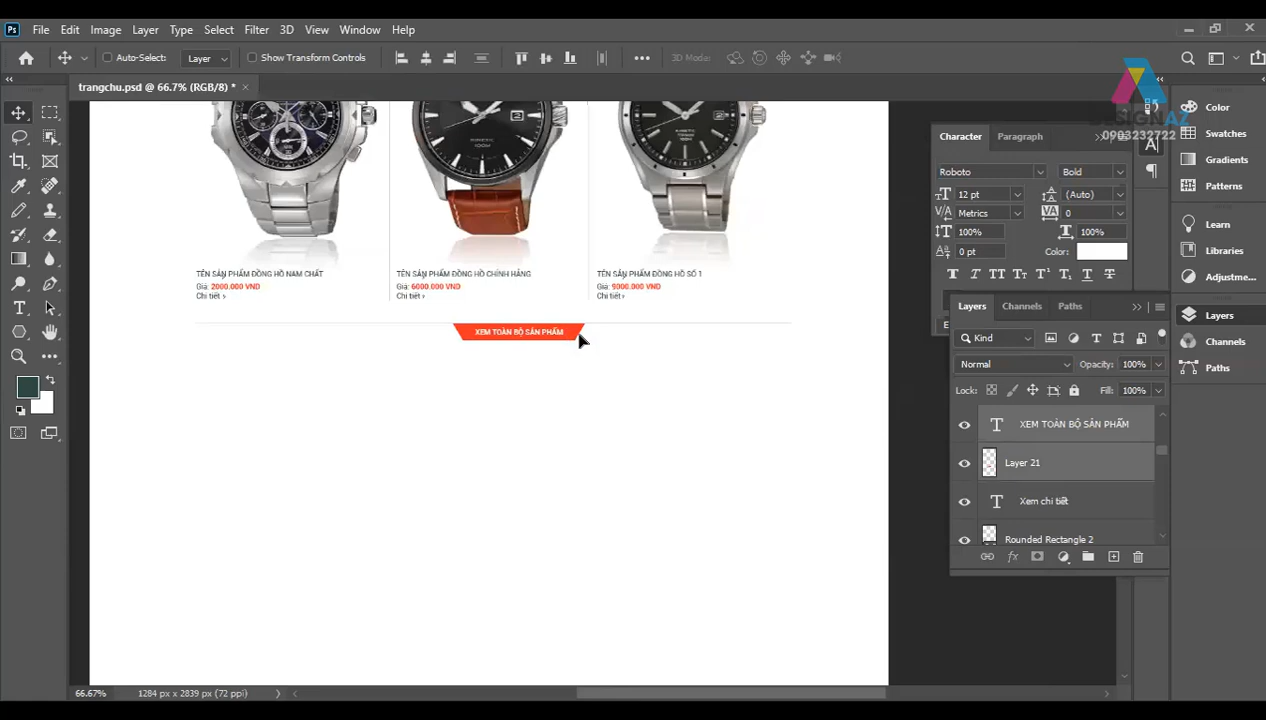 Ps File Edit Image Layer Type Select Filter 3D View Window Help
Auto-Select: Layer Show Transform Controls 3D Mode:
trangchu.psd @ 66.7% (RGB/8) *
DESIGNAZ
0903232722
Character Paragraph
Roboto Bold
12 pt (Auto)
Metrics 0
100% 100%
0 pt Color:
Color
Swatches
Gradients
Patterns
Learn
Libraries
Adjustme...
Layers
Channels
Paths
Layers Channels Paths
Kind
Normal Opacity: 100%
Lock: Fill: 100%
XEM TOÀN BỘ SẢN PHẨM
Layer 21
Xem chi tiết
Rounded Rectangle 2
TÊN SẢN PHẨM ĐỒNG HỒ NAM CHẤT
Giá: 2000.000 VND
Chi tiết ›
TÊN SẢN PHẨM ĐỒNG HỒ CHÍNH HÃNG
Giá: 6000.000 VND
Chi tiết ›
TÊN SẢN PHẨM ĐỒNG HỒ SỐ 1
Giá: 9000.000 VND
Chi tiết ›
XEM TOÀN BỘ SẢN PHẨM
66.67% 1284 px x 2839 px (72 ppi)